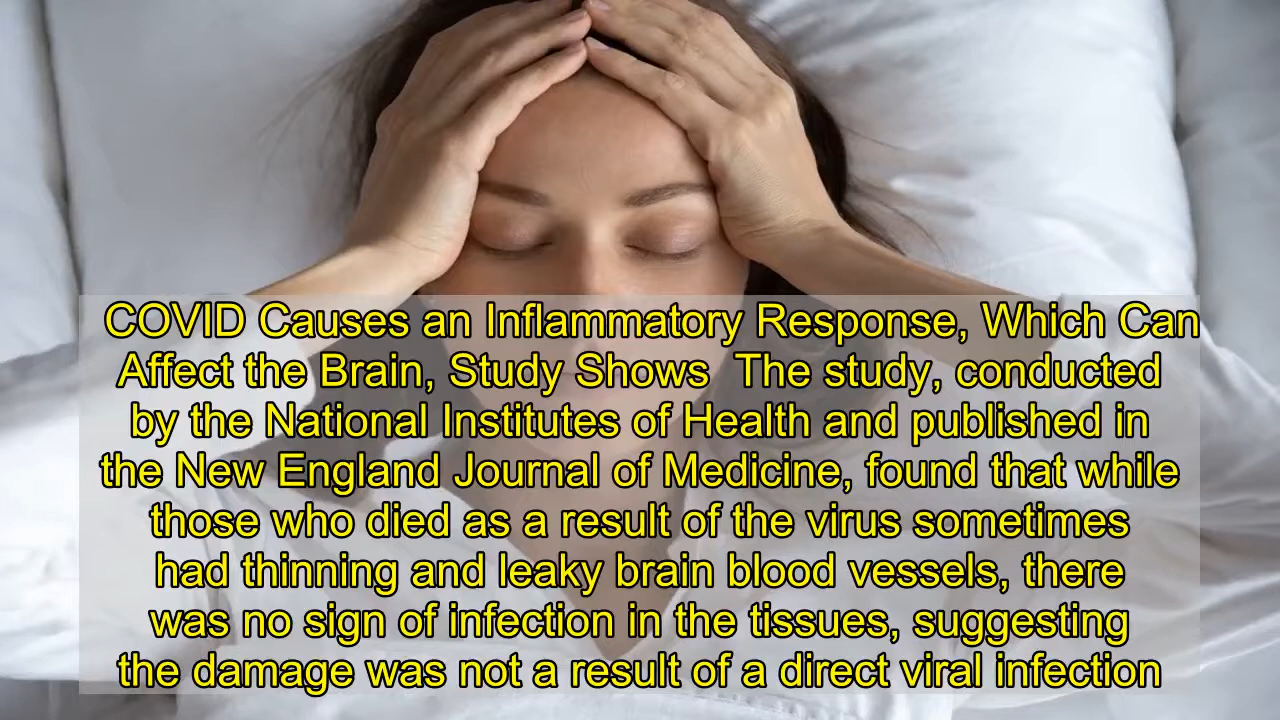 COVID Causes an Inflammatory Response, Which Can
Affect the Brain, Study Shows  The study, conducted
by the National Institutes of Health and published in
the New England Journal of Medicine, found that while
those who died as a result of the virus sometimes
had thinning and leaky brain blood vessels, there
was no sign of infection in the tissues, suggesting
the damage was not a result of a direct viral infection